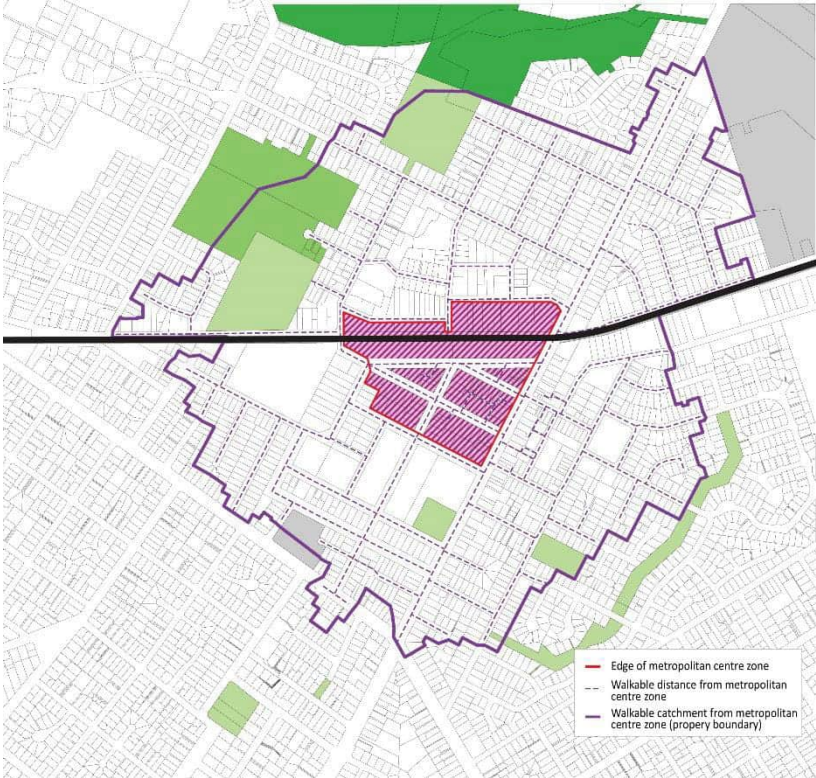 Edge of metropolitan centre zone
Walkable distance from metropolitan
centre zone
Walkable catchment from metropolitan
centre zone (propery boundary)